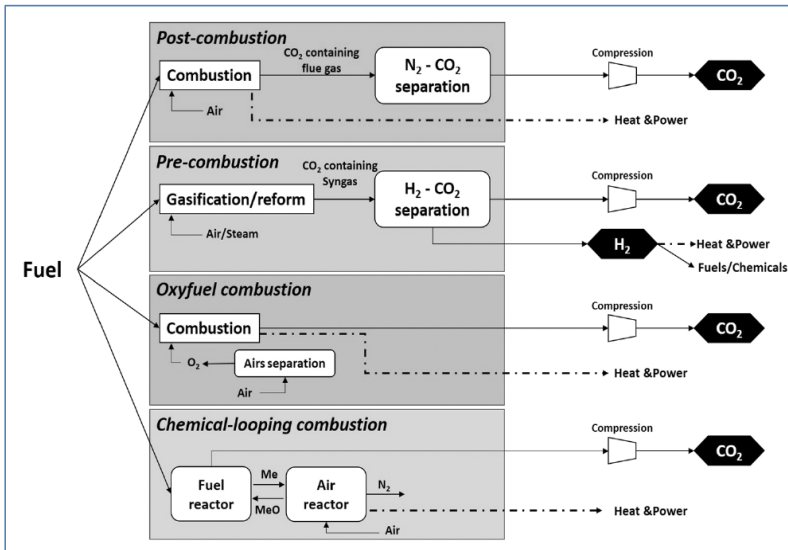 Post-combustion
CO₂ containing
flue gas
Combustion
Air
N₂ - CO₂
separation
Compression
CO₂
Heat &Power
Pre-combustion
CO₂ containing
Syngas
Gasification/reform
Air/Steam
H₂ - CO₂
separation
Compression
CO₂
H₂
Heat &Power
Fuels/Chemicals
Fuel
Oxyfuel combustion
Combustion
O₂
Airs separation
Air
Compression
CO₂
Heat &Power
Chemical-looping combustion
Fuel
reactor
Me
MeO
Air
reactor
N₂
Air
Compression
CO₂
Heat &Power